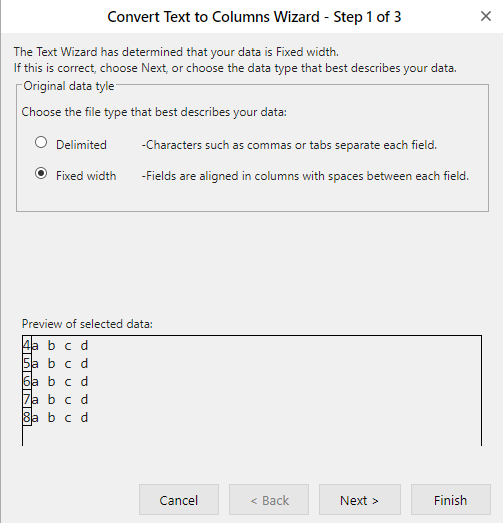 Convert Text to Columns Wizard - Step 1 of 3
The Text Wizard has determined that your data is Fixed width.
If this is correct, choose Next, or choose the data type that best describes your data.
Original data tyle
Choose the file type that best describes your data:
Delimited -Characters such as commas or tabs separate each field.
Fixed width -Fields are aligned in columns with spaces between each field.
Preview of selected data:
4a b c d
5a b c d
6a b c d
7a b c d
8a b c d
Cancel < Back Next > Finish